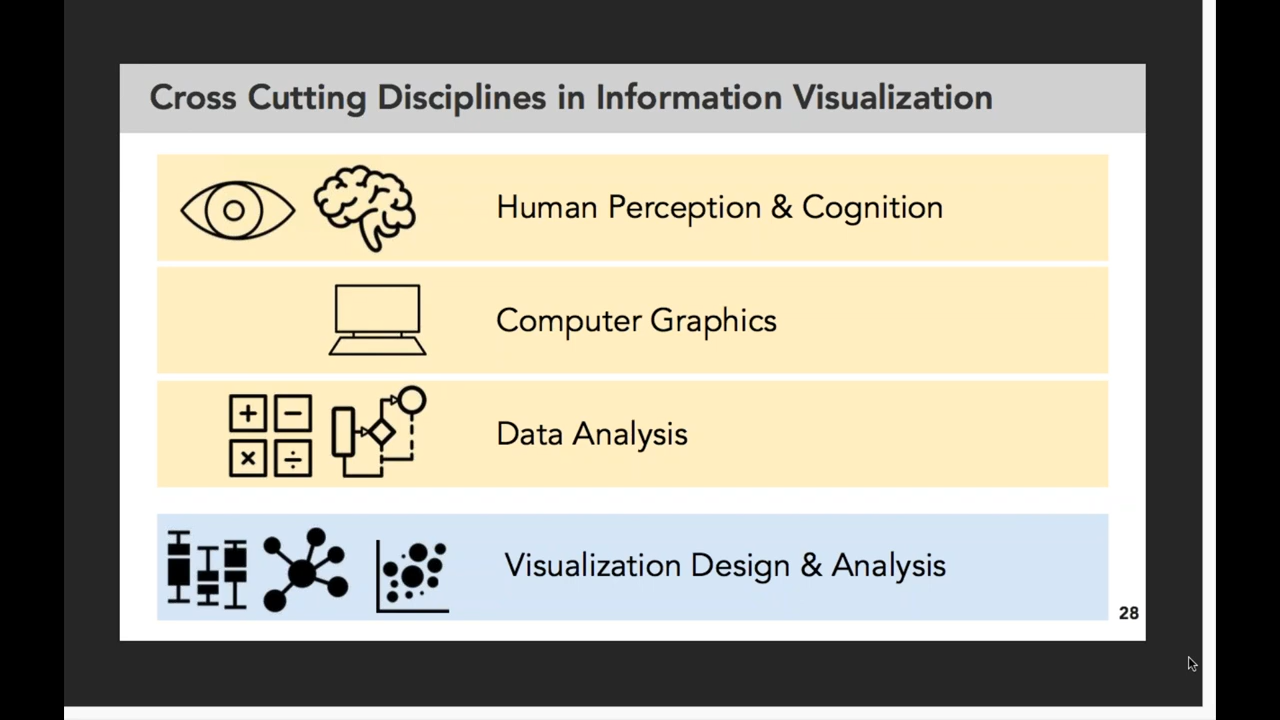 Cross Cutting Disciplines in Information Visualization
Human Perception & Cognition
Computer Graphics
Data Analysis
Visualization Design & Analysis
28